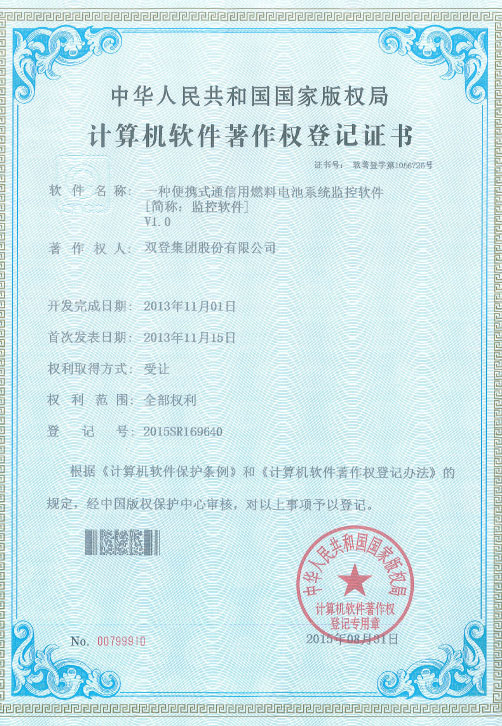 中华人民共和国国家版权局
计算机软件著作权登记证书
证书号： 软著登字第1056726号
软件名称： 一种便携式通信用燃料电池系统监控软件
[简称：监控软件]
V1.0
著作权人： 双登集团股份有限公司
开发完成日期： 2013年11月01日
首次发表日期： 2013年11月15日
权利取得方式： 受让
权利范围： 全部权利
登记号： 2015SR169640
根据《计算机软件保护条例》和《计算机软件著作权登记办法》的
规定，经中国版权保护中心审核，对以上事项予以登记。
中华人民共和国国家版权局
计算机软件著作权
登记专用章
No. 00799910
2015年08月31日